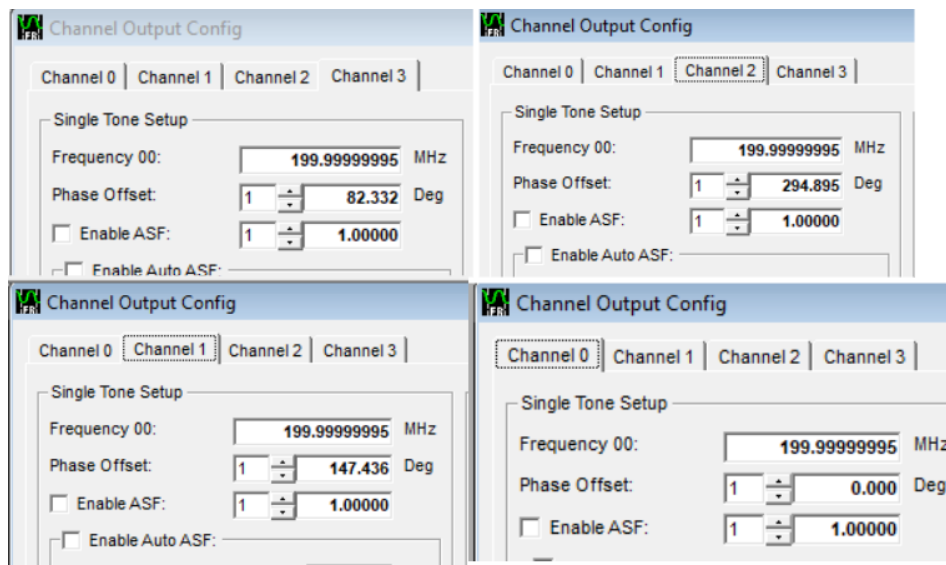 Channel Output Config
Channel 0 Channel 1 Channel 2 Channel 3
Single Tone Setup
Frequency 00: 199.99999995 MHz
Phase Offset: 1 82.332 Deg
Enable ASF: 1 1.00000
Enable Auto ASF:
Channel Output Config
Channel 0 Channel 1 Channel 2 Channel 3
Single Tone Setup
Frequency 00: 199.99999995 MHz
Phase Offset: 1 294.895 Deg
Enable ASF: 1 1.00000
Enable Auto ASF:
Channel Output Config
Channel 0 Channel 1 Channel 2 Channel 3
Single Tone Setup
Frequency 00: 199.99999995 MHz
Phase Offset: 1 147.436 Deg
Enable ASF: 1 1.00000
Enable Auto ASF:
Channel Output Config
Channel 0 Channel 1 Channel 2 Channel 3
Single Tone Setup
Frequency 00: 199.99999995 MHz
Phase Offset: 1 0.000 Deg
Enable ASF: 1 1.00000